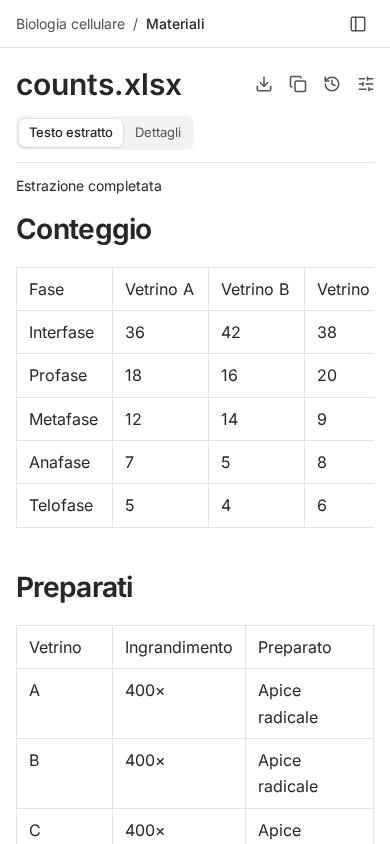 Biologia cellulare / Materiali
counts.xlsx
Testo estratto Dettagli
Estrazione completata
Conteggio
Fase Vetrino A Vetrino B Vetrino
Interfase 36 42 38
Profase 18 16 20
Metafase 12 14 9
Anafase 7 5 8
Telofase 5 4 6
Preparati
Vetrino Ingrandimento Preparato
A 400× Apice
radicale
B 400× Apice
radicale
C 400× Apice